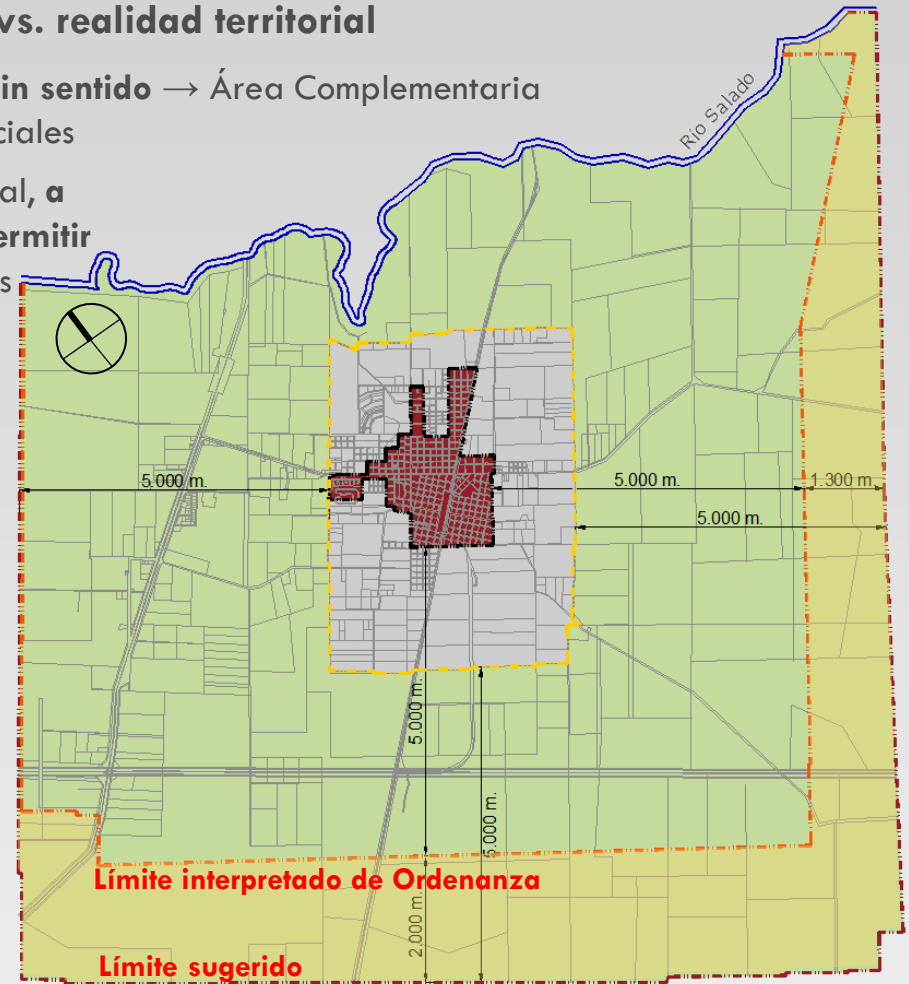 vs. realidad territorial
in sentido → Área Complementaria
ciales
al, a
ermitir
s
Río Salado
5.000 m.
5.000 m.
1.300 m.
5.000 m.
5.000 m.
5.000 m.
Límite interpretado de Ordenanza
2.000 m.
Límite sugerido